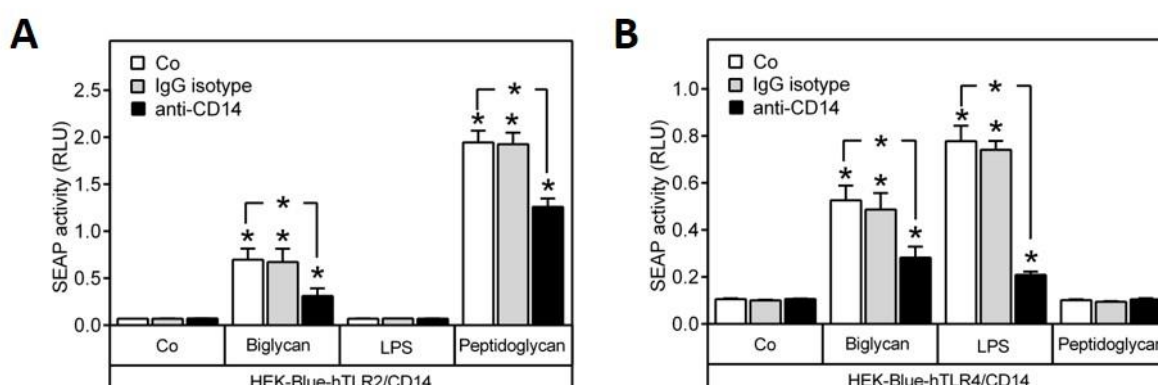 A
SEAP activity (RLU)
2.5
2.0
1.5
1.0
0.5
0.0
Co
IgG isotype
anti-CD14
*
* *
*
*
* *
*
Co Biglycan LPS Peptidoglycan
HEK-Blue-hTLR2/CD14
B
SEAP activity (RLU)
1.0
0.8
0.6
0.4
0.2
0.0
Co
IgG isotype
anti-CD14
*
* *
*
*
* *
*
Co Biglycan LPS Peptidoglycan
HEK-Blue-hTLR4/CD14